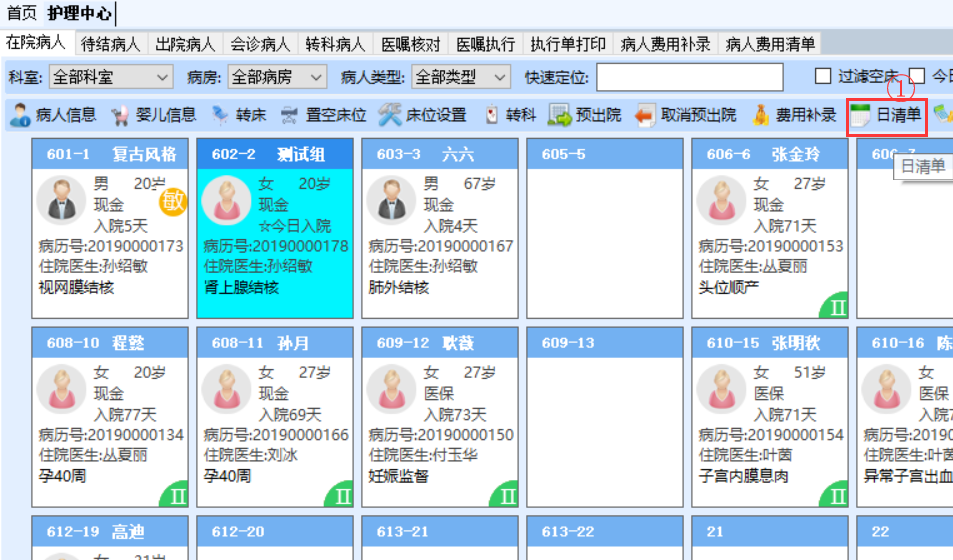 首页 护理中心
在院病人 待结病人 出院病人 会诊病人 转科病人 医嘱核对 医嘱执行 执行单打印 病人费用补录 病人费用清单
科室: 全部科室 病房: 全部病房 病人类型: 全部类型 快速定位: 过滤空床 今日
①
病人信息 婴儿信息 转床 置空床位 床位设置 转科 预出院 取消预出院 费用补录 日清单
日清单
601-1 复古风格
男 20岁
现金
敏
入院5天
病历号:20190000173
住院医生:孙绍敏
视网膜结核
602-2 测试组
女 20岁
现金
☆今日入院
病历号:20190000178
住院医生:孙绍敏
肾上腺结核
603-3 六六
男 67岁
现金
入院4天
病历号:20190000167
住院医生:孙绍敏
肺外结核
605-5
606-6 张金玲
女 27岁
现金
入院71天
病历号:20190000153
住院医生:丛夏丽
头位顺产
II
608-10 程懿
女 20岁
现金
入院77天
病历号:20190000134
住院医生:丛夏丽
孕40周
II
608-11 孙月
女 27岁
现金
入院69天
病历号:20190000166
住院医生:刘冰
孕40周
II
609-12 耿薇
女 27岁
医保
入院73天
病历号:20190000150
住院医生:付玉华
妊娠监督
II
609-13
610-15 张明秋
女 51岁
医保
入院71天
病历号:20190000154
住院医生:叶茵
子宫内膜息肉
II
610-16 陈
女
医保
入院7
病历号:20190
住院医生:叶茵
异常子宫出血
612-19 高迪
612-20
613-21
613-22
21
22